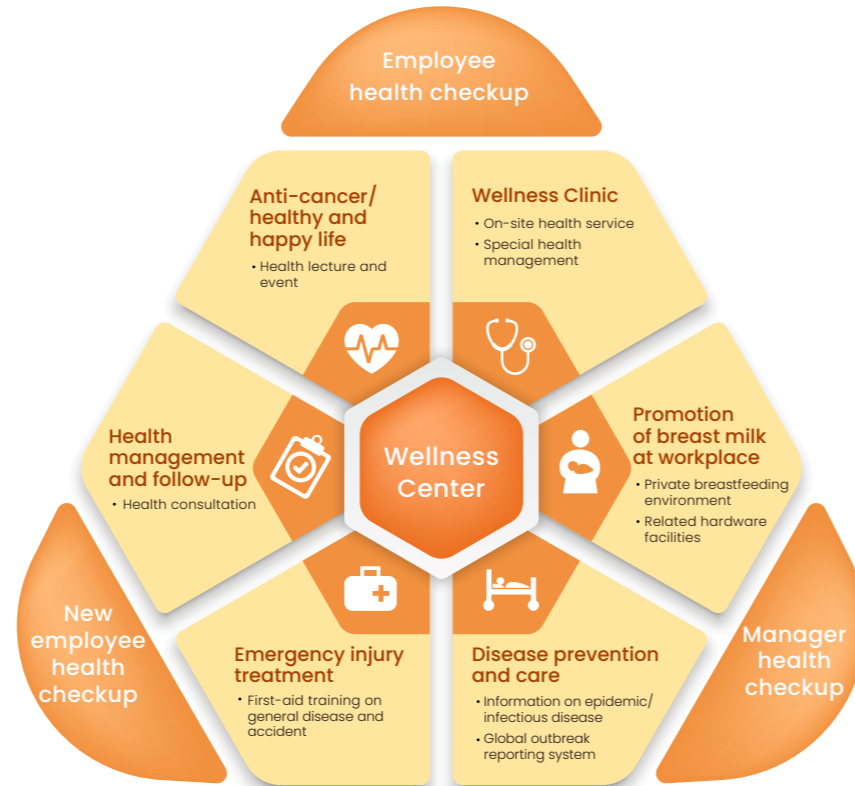 Employee
health checkup
Anti-cancer/
healthy and
happy life
• Health lecture and
event
Wellness Clinic
• On-site health service
• Special health
management
Health
management
and follow-up
• Health consultation
Wellness
Center
Promotion
of breast milk
at workplace
• Private breastfeeding
environment
• Related hardware
facilities
New
employee
health
checkup
Emergency injury
treatment
• First-aid training on
general disease and
accident
Disease prevention
and care
• Information on epidemic/
infectious disease
• Global outbreak
reporting system
Manager
health
checkup